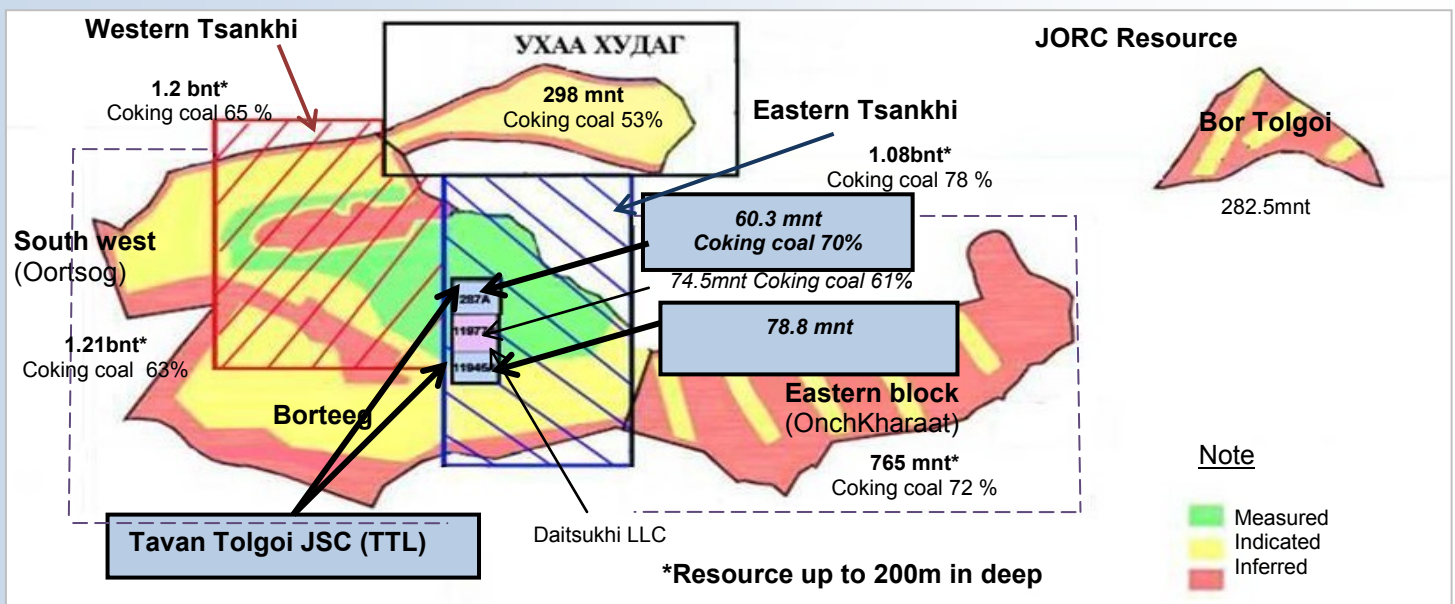 Western Tsankhi
УХАА ХУДАГ
JORC Resource
1.2 bnt*
Coking coal 65 %
298 mnt
Coking coal 53%
Eastern Tsankhi
Bor Tolgoi
1.08bnt*
Coking coal 78 %
282.5mnt
60.3 mnt
Coking coal 70%
South west
(Oortsog)
74.5mnt Coking coal 61%
287A
11977
11945A
78.8 mnt
1.21bnt*
Coking coal 63%
Borteeg
Eastern block
(OnchKharaat)
765 mnt*
Coking coal 72 %
Note
Measured
Indicated
Inferred
Tavan Tolgoi JSC (TTL)
Daitsukhi LLC
*Resource up to 200m in deep